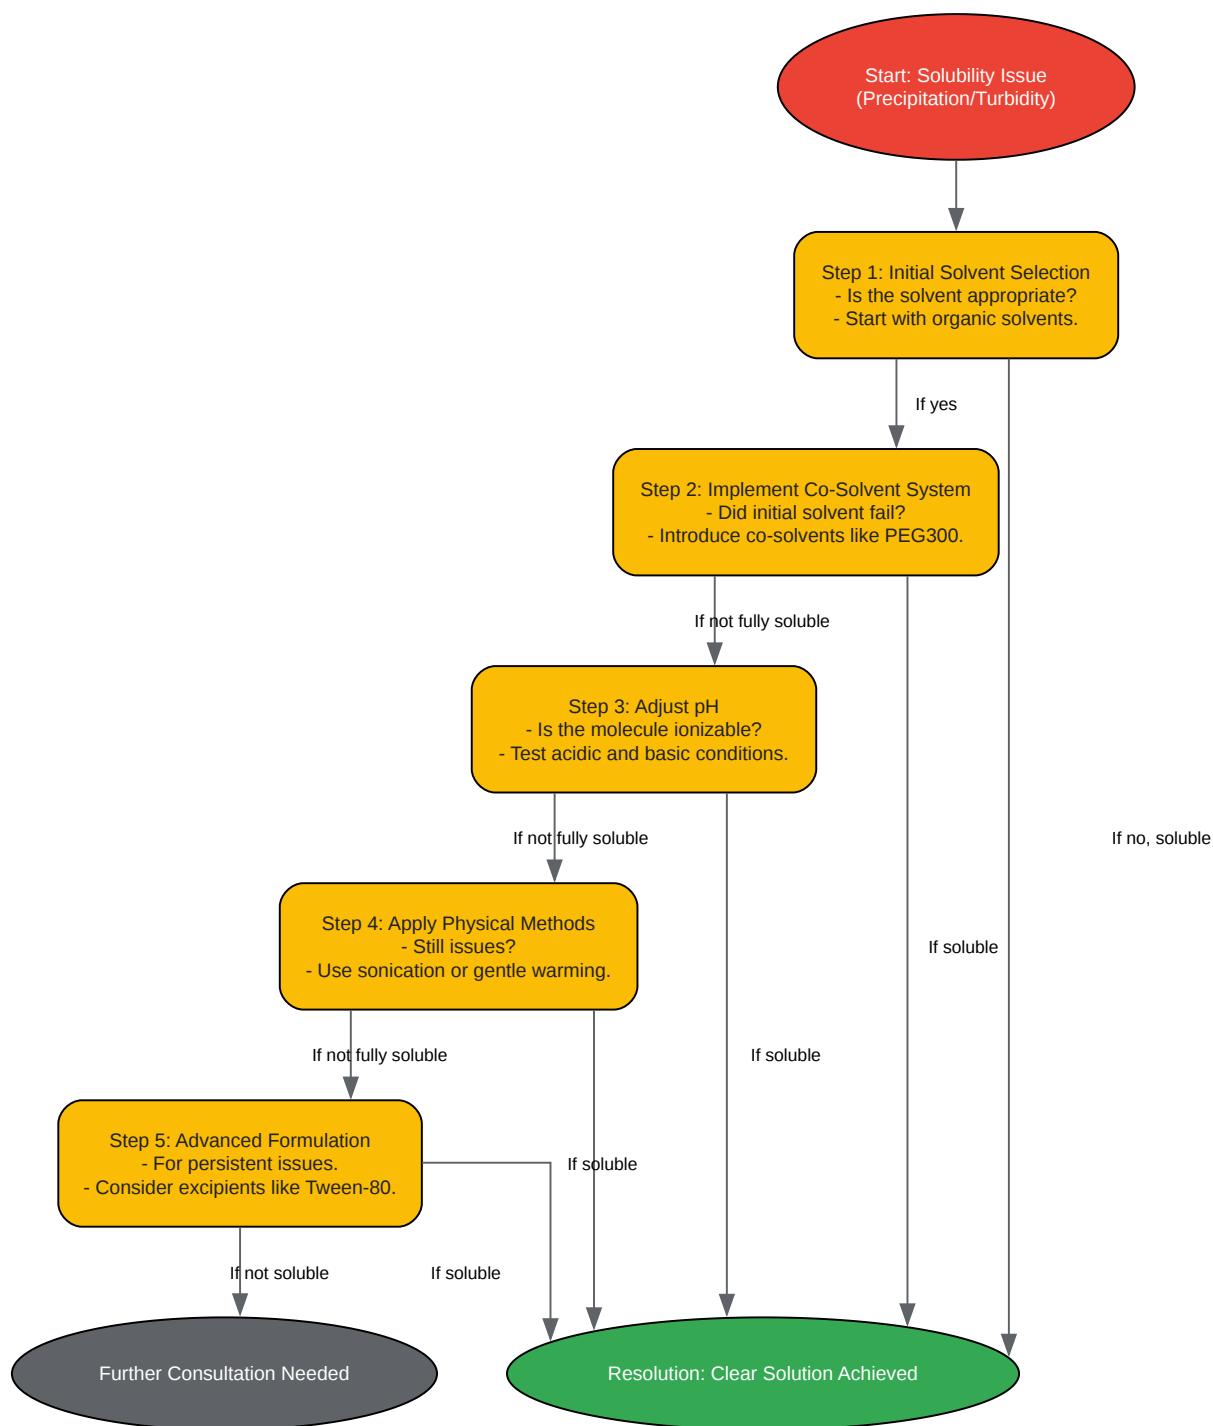 Start: Solubility Issue
(Precipitation/Turbidity)
Step 1: Initial Solvent Selection
- Is the solvent appropriate?
- Start with organic solvents.
If yes
Step 2: Implement Co-Solvent System
- Did initial solvent fail?
- Introduce co-solvents like PEG300.
If not fully soluble
Step 3: Adjust pH
- Is the molecule ionizable?
- Test acidic and basic conditions.
If not fully soluble
If no, soluble
Step 4: Apply Physical Methods
- Still issues?
- Use sonication or gentle warming.
If soluble
If not fully soluble
If soluble
Step 5: Advanced Formulation
- For persistent issues.
- Consider excipients like Tween-80.
If soluble
If not soluble
If soluble
Further Consultation Needed
Resolution: Clear Solution Achieved